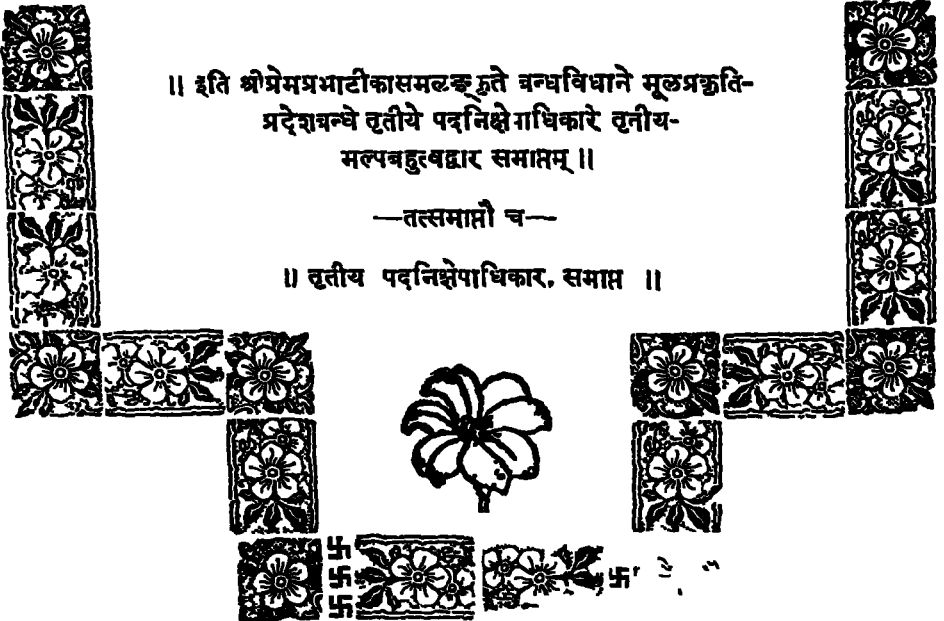 ॥ इति श्रीप्रेमप्रभाटीकासमलङ्कृते बन्धविधाने मूलप्रकृति-
प्रदेशबन्धे तृतीये पदनिक्षेपाधिकारे तृतीय-
मल्पबहुत्वद्वार समाप्तम् ॥
—तत्समाप्तौ च—
॥ तृतीय पदनिक्षेपाधिकार. समाप्त ॥